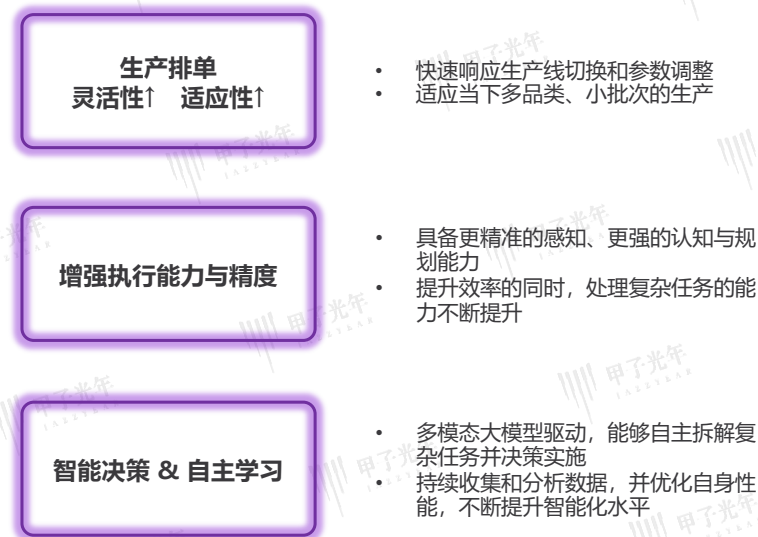 生产排单
灵活性↑ 适应性↑
• 快速响应生产线切换和参数调整
• 适应当下多品类、小批次的生产
增强执行能力与精度
• 具备更精准的感知、更强的认知与规
划能力
• 提升效率的同时，处理复杂任务的能
力不断提升
智能决策 & 自主学习
• 多模态大模型驱动，能够自主拆解复
杂任务并决策实施
• 持续收集和分析数据，并优化自身性
能，不断提升智能化水平
甲子光年
JAZZYEAR